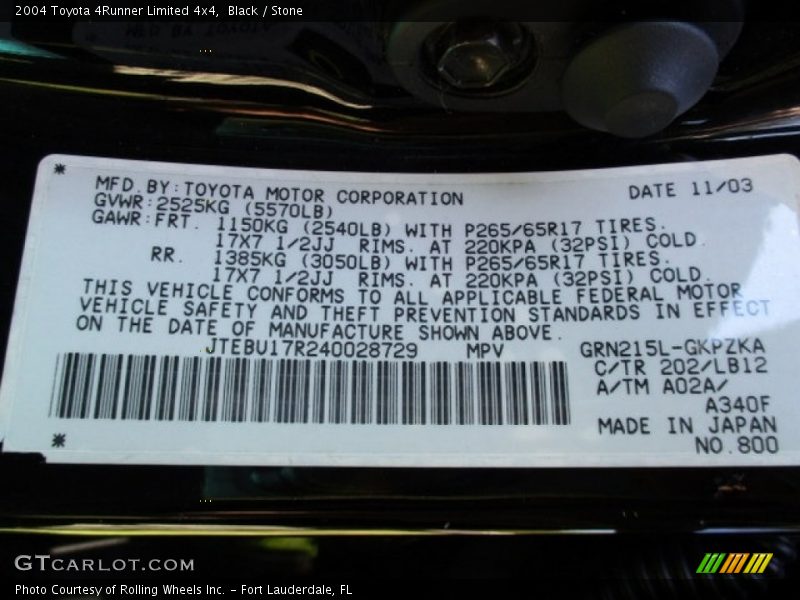 2004 Toyota 4Runner Limited 4x4, Black / Stone
MFD.BY:TOYOTA MOTOR CORPORATION DATE 11/03
GVWR:2525KG (5570LB)
GAWR:FRT. 1150KG (2540LB) WITH P265/65R17 TIRES.
17X7 1/2JJ RIMS. AT 220KPA (32PSI) COLD.
RR. 1385KG (3050LB) WITH P265/65R17 TIRES.
17X7 1/2JJ RIMS. AT 220KPA (32PSI) COLD.
THIS VEHICLE CONFORMS TO ALL APPLICABLE FEDERAL MOTOR
VEHICLE SAFETY AND THEFT PREVENTION STANDARDS IN EFFECT
ON THE DATE OF MANUFACTURE SHOWN ABOVE.
JTEBU17R240028729 MPV GRN215L-GKPZKA
C/TR 202/LB12
A/TM A02A/
A340F
MADE IN JAPAN
NO.800
GTCARLOT.COM
Photo Courtesy of Rolling Wheels Inc. - Fort Lauderdale, FL